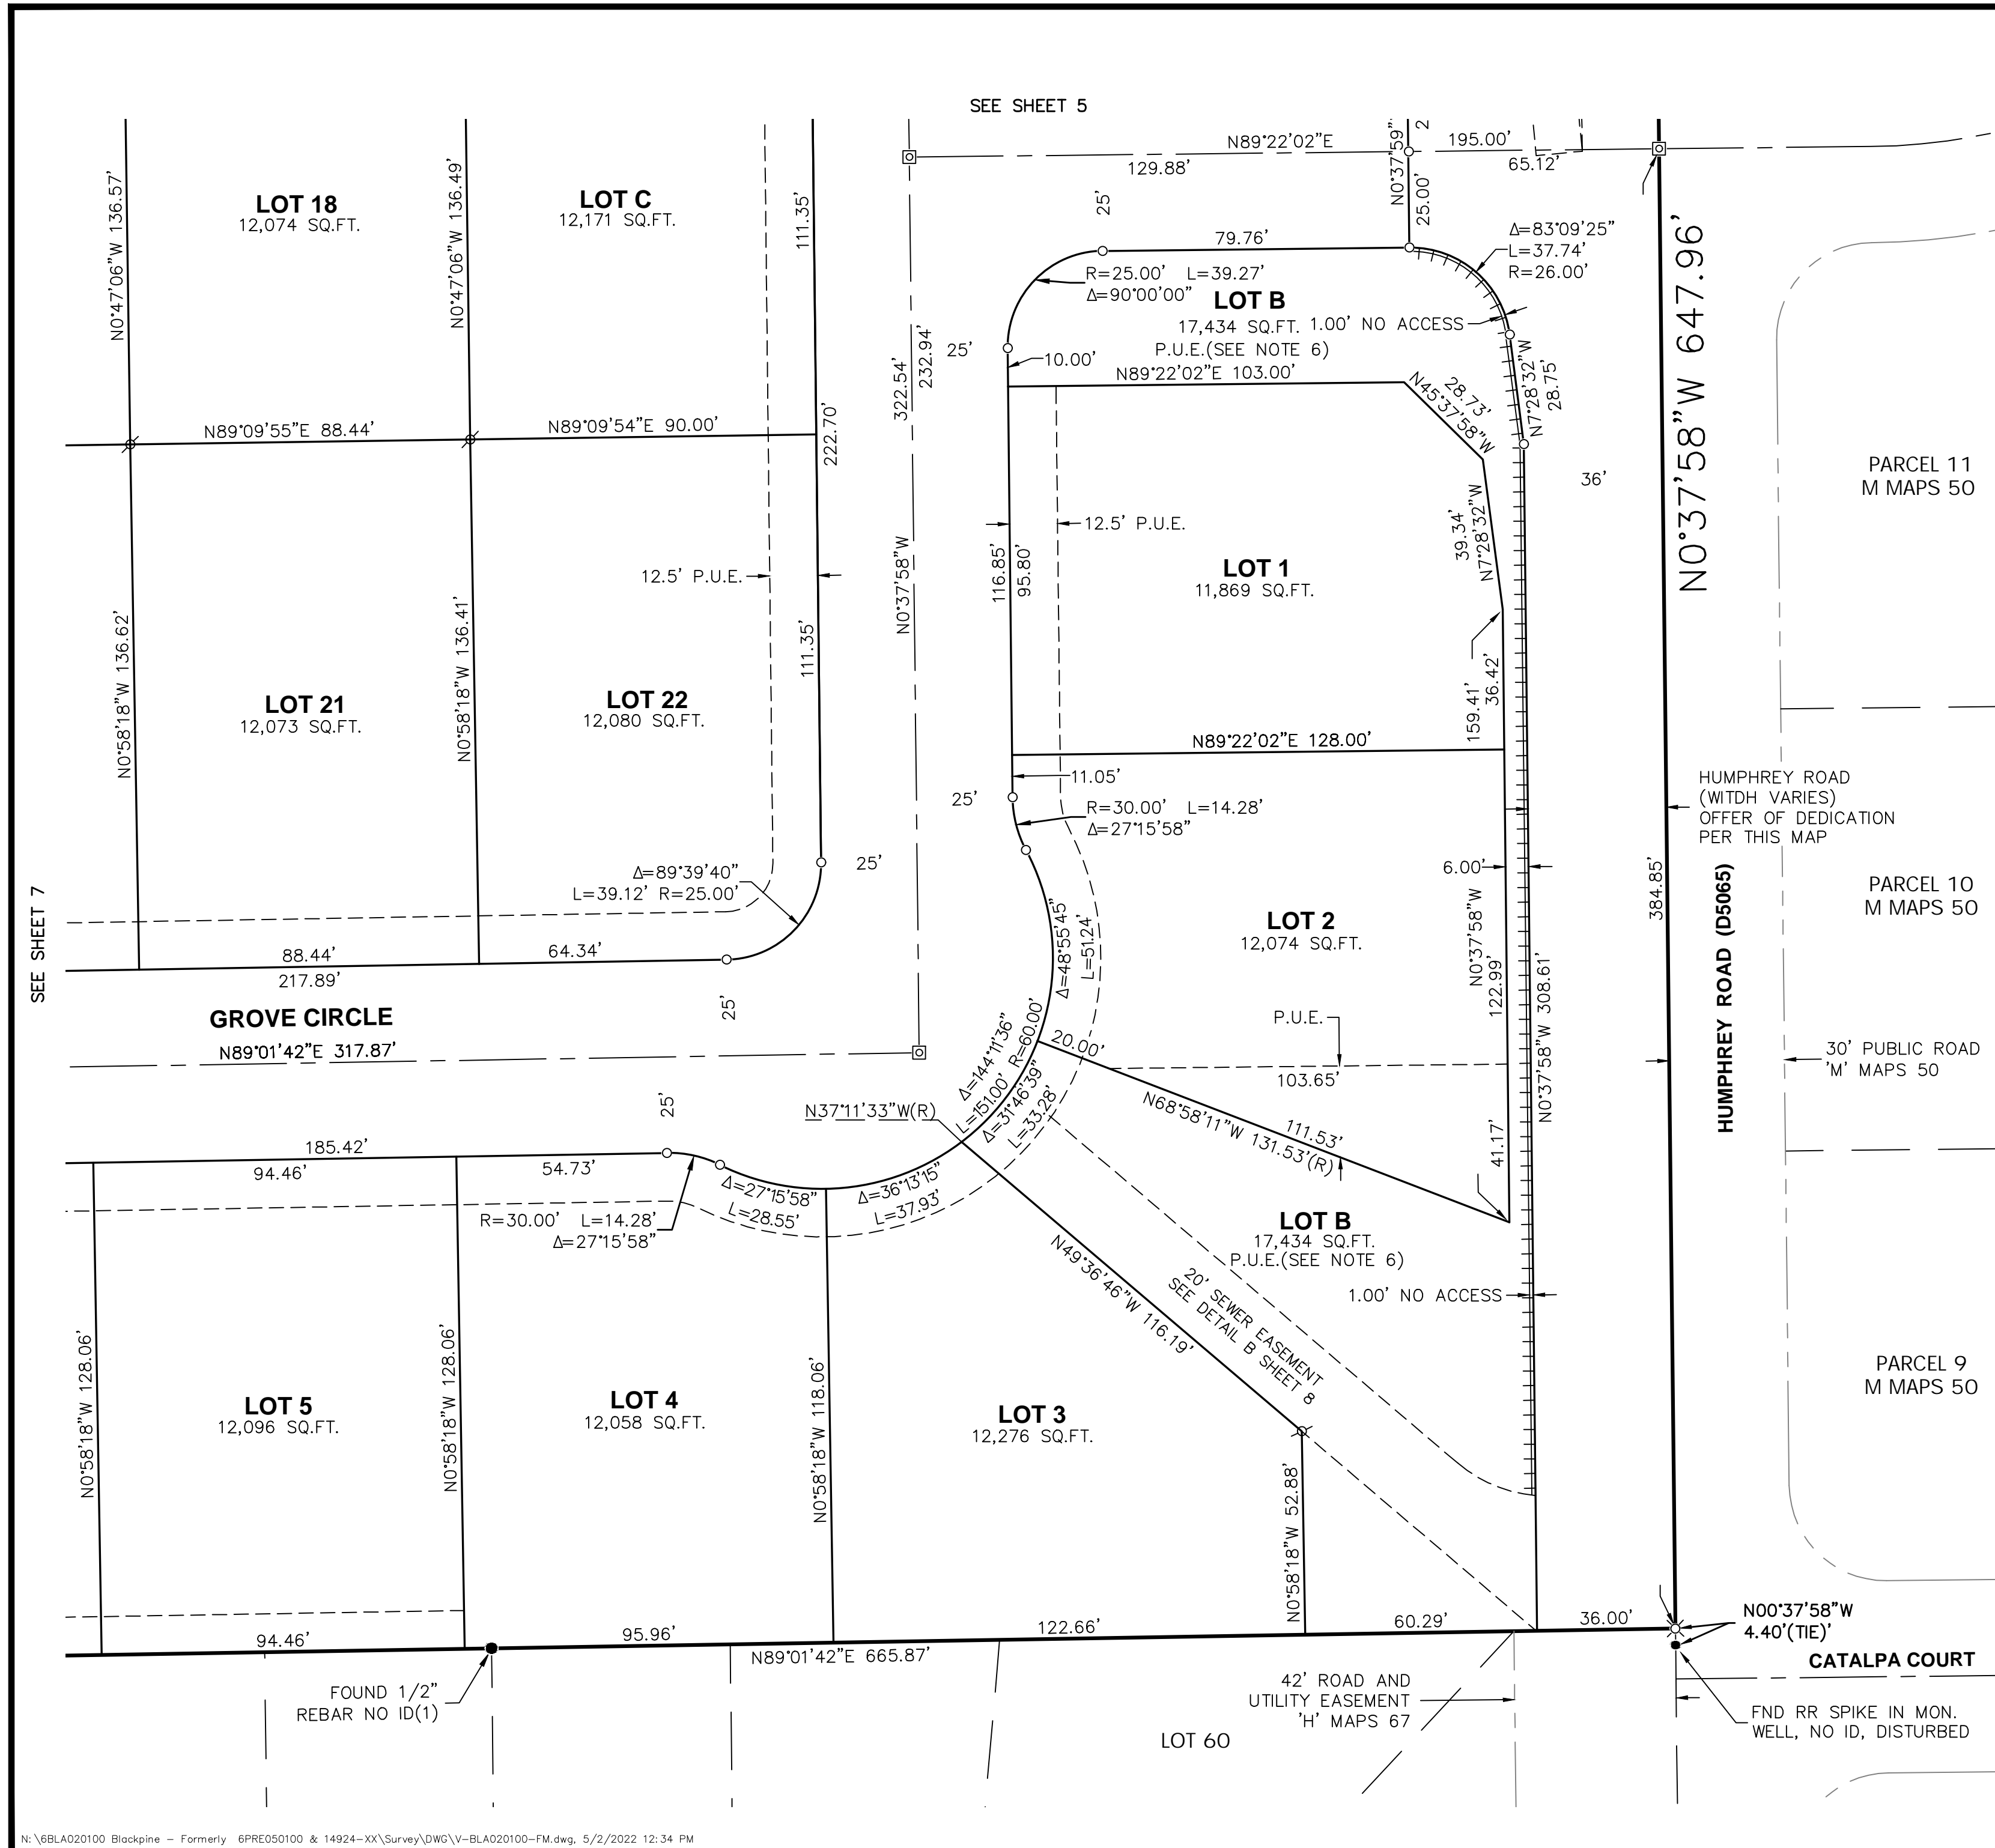 SEE SHEET 5
N89°22'02"E
129.88'
N0°37'59"
2
25.00'
195.00'
65.12'
25'
79.76'
Δ=83°09'25"
L=37.74'
R=26.00'
R=25.00' L=39.27'
Δ=90°00'00"
LOT B
17,434 SQ.FT.
1.00' NO ACCESS
P.U.E.(SEE NOTE 6)
25'
10.00'
N89°22'02"E 103.00'
28.73'
N45°37'58"W
N7°28'32"W
28.75'
N0°37'58"W 647.96'
N0°47'06"W 136.57'
LOT 18
12,074 SQ.FT.
N0°47'06"W 136.49'
LOT C
12,171 SQ.FT.
111.35'
322.54'
232.94'
N89°09'55"E 88.44'
N89°09'54"E 90.00'
222.70'
36'
PARCEL 11
M MAPS 50
12.5' P.U.E.
12.5' P.U.E.
N0°37'58"W
116.85'
95.80'
39.34'
N7°28'32"W
LOT 1
11,869 SQ.FT.
N0°58'18"W 136.62'
LOT 21
12,073 SQ.FT.
N0°58'18"W 136.41'
LOT 22
12,080 SQ.FT.
111.35'
159.41'
36.42'
N89°22'02"E 128.00'
11.05'
25'
R=30.00' L=14.28'
Δ=27°15'58"
HUMPHREY ROAD
(WITDH VARIES)
OFFER OF DEDICATION
PER THIS MAP
Δ=89°39'40"
L=39.12' R=25.00'
25'
6.00'
384.85'
HUMPHREY ROAD (D5065)
PARCEL 10
M MAPS 50
SEE SHEET 7
88.44'
64.34'
217.89'
25'
GROVE CIRCLE
N89°01'42"E 317.87'
Δ=48°55'45"
L=51.24'
LOT 2
12,074 SQ.FT.
N0°37'58"W
122.99'
N0°37'58"W 308.61'
P.U.E.
103.65'
30' PUBLIC ROAD
'M' MAPS 50
Δ=144°11'36"
L=151.00' R=60.00'
Δ=31°46'39"
L=33.28'
20.00'
N68°58'11"W 131.53'(R)
111.53'
41.17'
N37°11'33"W(R)
25'
185.42'
94.46'
54.73'
Δ=27°15'58"
L=28.55'
Δ=36°13'15"
L=37.93'
R=30.00' L=14.28'
Δ=27°15'58"
LOT B
17,434 SQ.FT.
P.U.E.(SEE NOTE 6)
1.00' NO ACCESS
N49°36'46"W 116.19'
20' SEWER EASEMENT
SEE DETAIL B SHEET 8
PARCEL 9
M MAPS 50
N0°58'18"W 128.06'
LOT 5
12,096 SQ.FT.
N0°58'18"W 128.06'
LOT 4
12,058 SQ.FT.
N0°58'18"W 118.06'
LOT 3
12,276 SQ.FT.
N0°58'18"W 52.88'
94.46'
95.96'
122.66'
60.29'
36.00'
N89°01'42"E 665.87'
N00°37'58"W
4.40'(TIE)'
CATALPA COURT
FOUND 1/2"
REBAR NO ID(1)
42' ROAD AND
UTILITY EASEMENT
'H' MAPS 67
LOT 60
FND RR SPIKE IN MON.
WELL, NO ID, DISTURBED
N:\6BLA020100 Blackpine - Formerly 6PRE050100 & 14924-XX\Survey\DWG\V-BLA020100-FM.dwg, 5/2/2022 12:34 PM